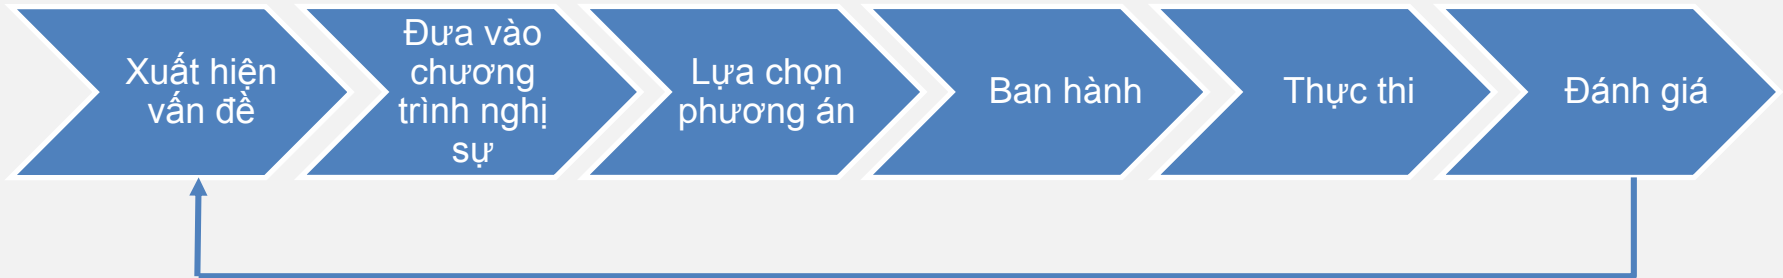 Xuất hiện
vấn đề
Đưa vào
chương
trình nghị
sự
Lựa chọn
phương án
Ban hành
Thực thi
Đánh giá